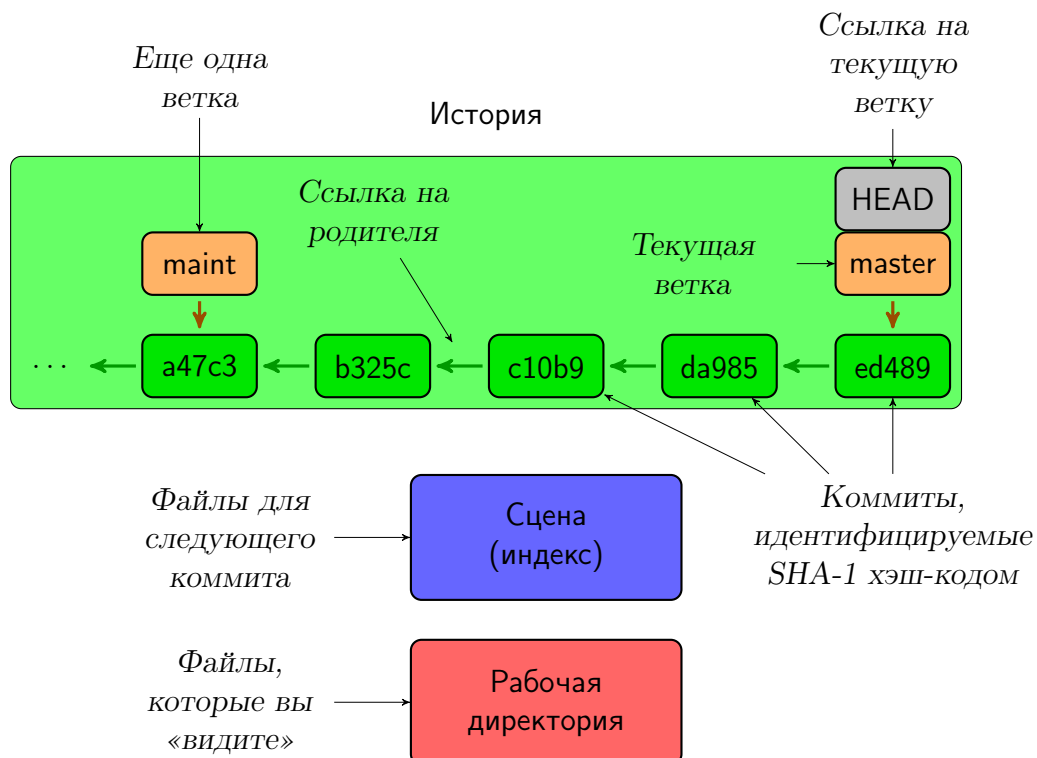 Еще одна
ветка
История
Ссылка на
текущую
ветку
HEAD
Ссылка на
родителя
maint
Текущая
ветка
master
...
a47c3
b325c
c10b9
da985
ed489
Файлы для
следующего
коммита
Сцена
(индекс)
Коммиты,
идентифицируемые
SHA-1 хэш-кодом
Файлы,
которые вы
«видите»
Рабочая
директория